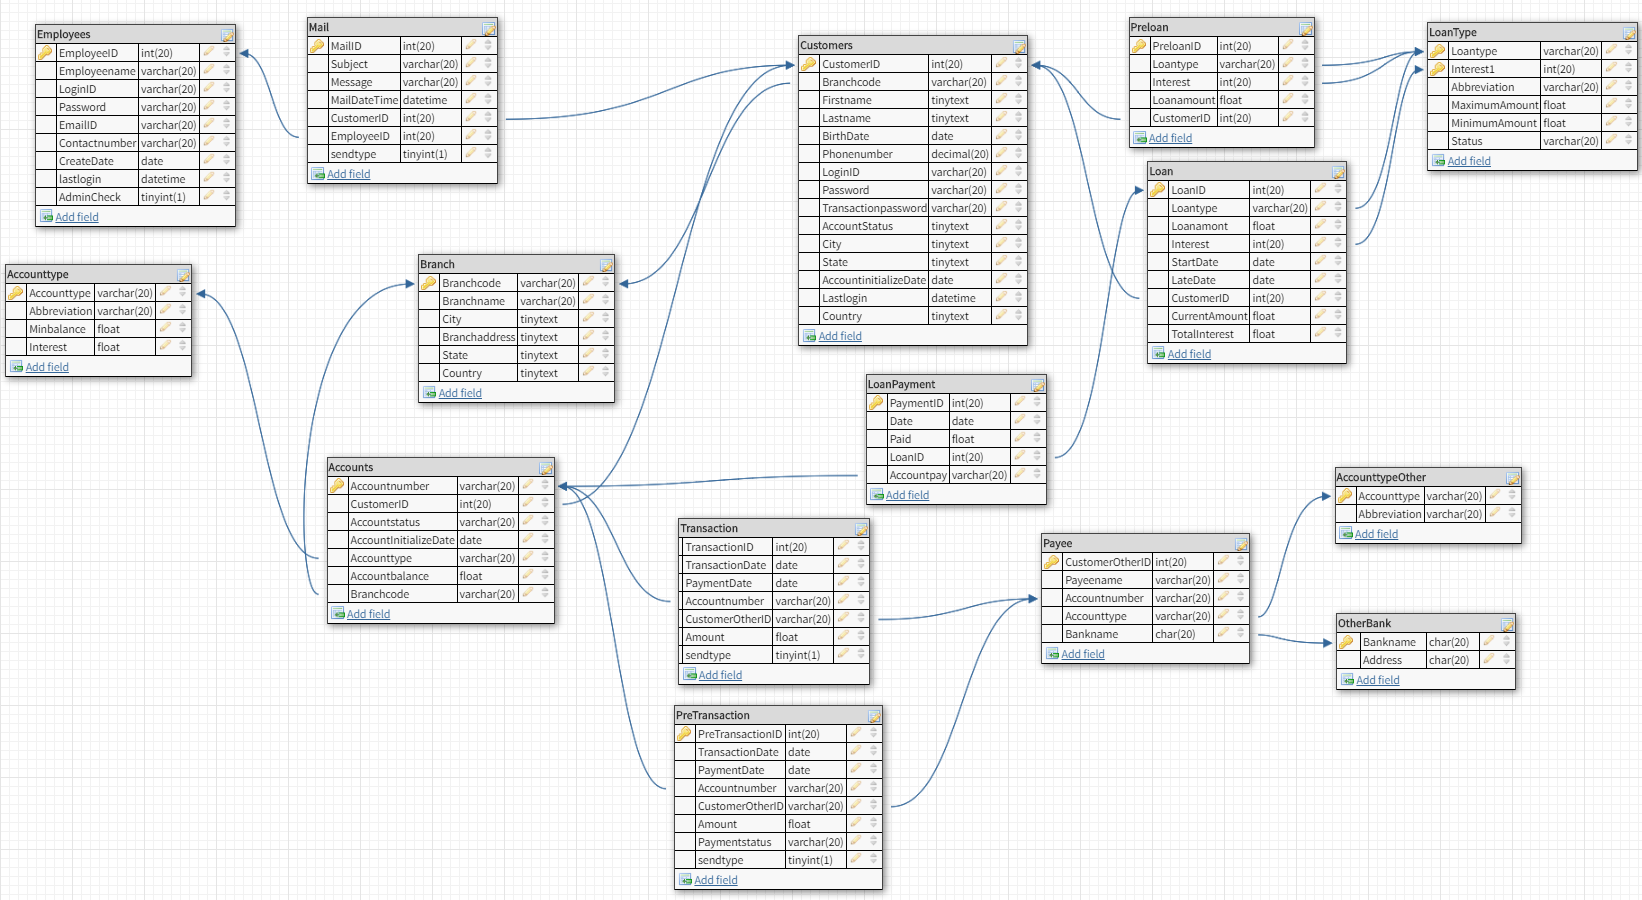 Employees
EmployeeID int(20)
Employeename varchar(20)
LoginID varchar(20)
Password varchar(20)
EmailID varchar(20)
Contactnumber varchar(20)
CreateDate date
lastlogin datetime
AdminCheck tinyint(1)
Add field
Mail
MailID int(20)
Subject varchar(20)
Message varchar(20)
MailDateTime datetime
CustomerID int(20)
EmployeeID int(20)
sendtype tinyint(1)
Add field
Customers
CustomerID int(20)
Branchcode varchar(20)
Firstname tinytext
Lastname tinytext
BirthDate date
Phonenumber decimal(20)
LoginID varchar(20)
Password varchar(20)
Transactionpassword varchar(20)
AccountStatus tinytext
City tinytext
State tinytext
AccountinitializeDate date
Lastlogin datetime
Country tinytext
Add field
Preloan
PreloanID int(20)
Loantype varchar(20)
Interest int(20)
Loanamount float
CustomerID int(20)
Add field
LoanType
Loantype varchar(20)
Interest1 int(20)
Abbreviation varchar(20)
MaximumAmount float
MinimumAmount float
Status varchar(20)
Add field
Loan
LoanID int(20)
Loantype varchar(20)
Loanamont float
Interest int(20)
StartDate date
LateDate date
CustomerID int(20)
CurrentAmount float
TotalInterest float
Add field
Accounttype
Accounttype varchar(20)
Abbreviation varchar(20)
Minbalance float
Interest float
Add field
Branch
Branchcode varchar(20)
Branchname varchar(20)
City tinytext
Branchaddress tinytext
State tinytext
Country tinytext
Add field
LoanPayment
PaymentID int(20)
Date date
Paid float
LoanID int(20)
Accountpay varchar(20)
Add field
Accounts
Accountnumber varchar(20)
CustomerID int(20)
Accountstatus varchar(20)
AccountInitializeDate date
Accounttype varchar(20)
Accountbalance float
Branchcode varchar(20)
Add field
Transaction
TransactionID int(20)
TransactionDate date
PaymentDate date
Accountnumber varchar(20)
CustomerOtherID varchar(20)
Amount float
sendtype tinyint(1)
Add field
Payee
CustomerOtherID int(20)
Payeename varchar(20)
Accountnumber varchar(20)
Accounttype varchar(20)
Bankname char(20)
Add field
AccounttypeOther
Accounttype varchar(20)
Abbreviation varchar(20)
Add field
OtherBank
Bankname char(20)
Address char(20)
Add field
PreTransaction
PreTransactionID int(20)
TransactionDate date
PaymentDate date
Accountnumber varchar(20)
CustomerOtherID varchar(20)
Amount float
Paymentstatus varchar(20)
sendtype tinyint(1)
Add field